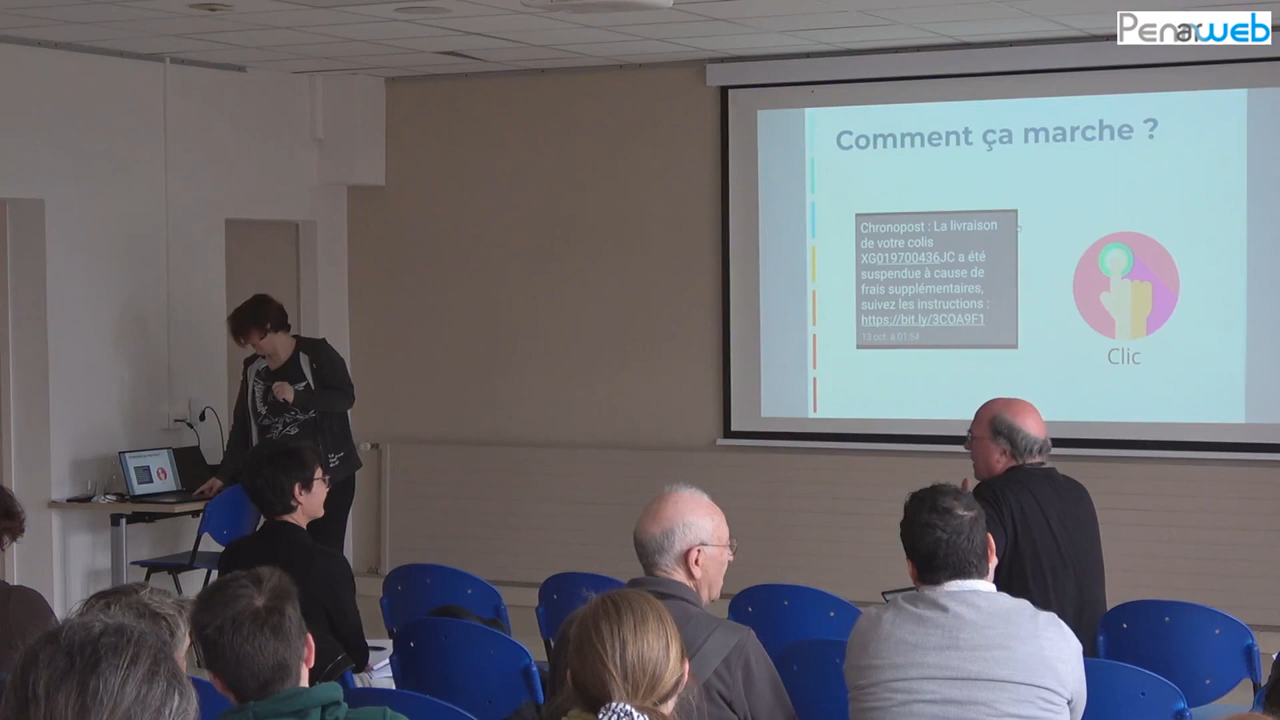 Penarweb
Comment ça marche ?
Chronopost : La livraison
de votre colis
XG019700436JC a été
suspendue à cause de
frais supplémentaires,
suivez les instructions :
https://bit.ly/3COA9F1
13 oct. à 01:54
Clic